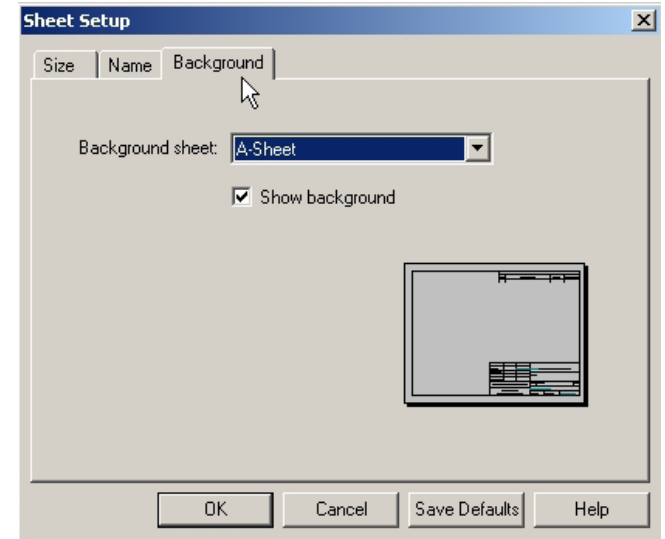 Sheet Setup
Size Name Background
Background sheet: A-Sheet
Show background
OK Cancel Save Defaults Help